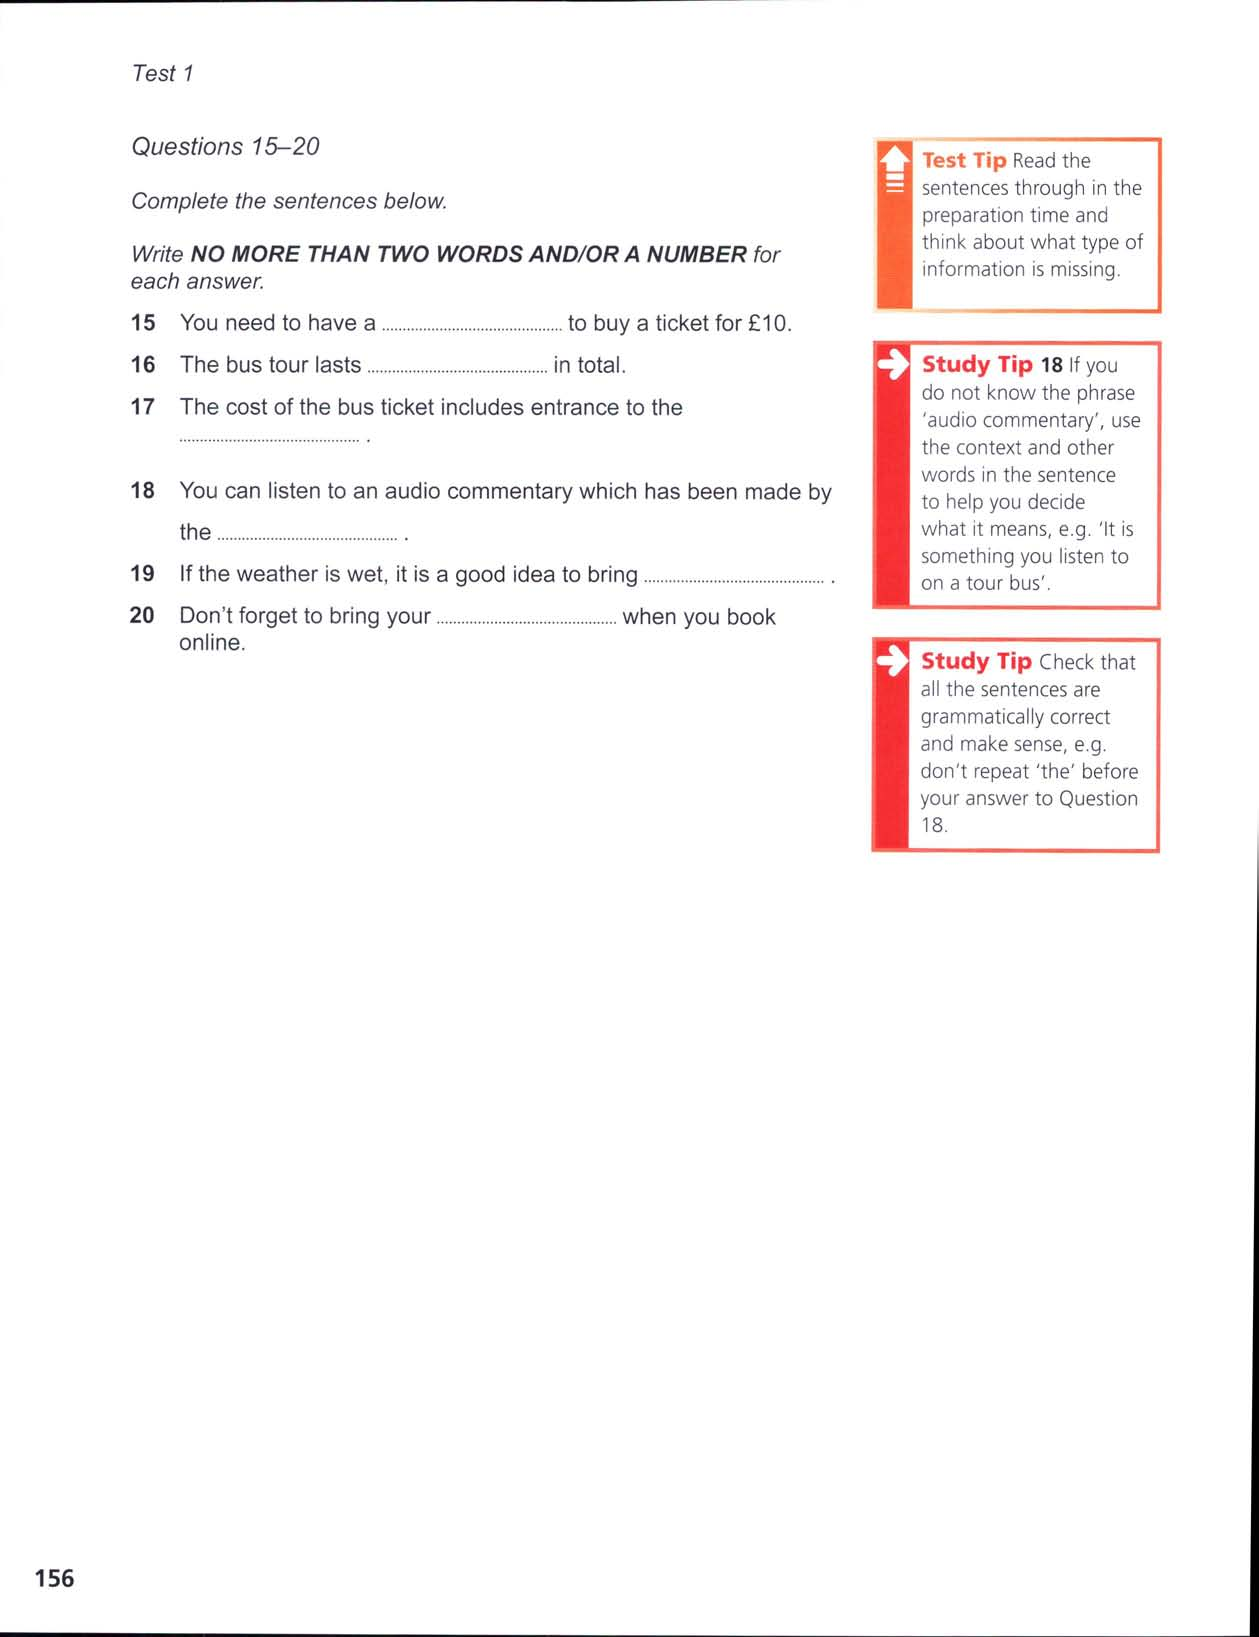 Test 1
Questions 15–20
Complete the sentences below.
Write NO MORE THAN TWO WORDS AND/OR A NUMBER for
each answer.
15 You need to have a ............................................ to buy a ticket for £10.
16 The bus tour lasts ............................................ in total.
17 The cost of the bus ticket includes entrance to the
............................................ .
18 You can listen to an audio commentary which has been made by
the ............................................ .
19 If the weather is wet, it is a good idea to bring ............................................ .
20 Don't forget to bring your ............................................ when you book
online.
Test Tip Read the
sentences through in the
preparation time and
think about what type of
information is missing.
Study Tip 18 If you
do not know the phrase
'audio commentary', use
the context and other
words in the sentence
to help you decide
what it means, e.g. 'It is
something you listen to
on a tour bus'.
Study Tip Check that
all the sentences are
grammatically correct
and make sense, e.g.
don't repeat 'the' before
your answer to Question
18.
156